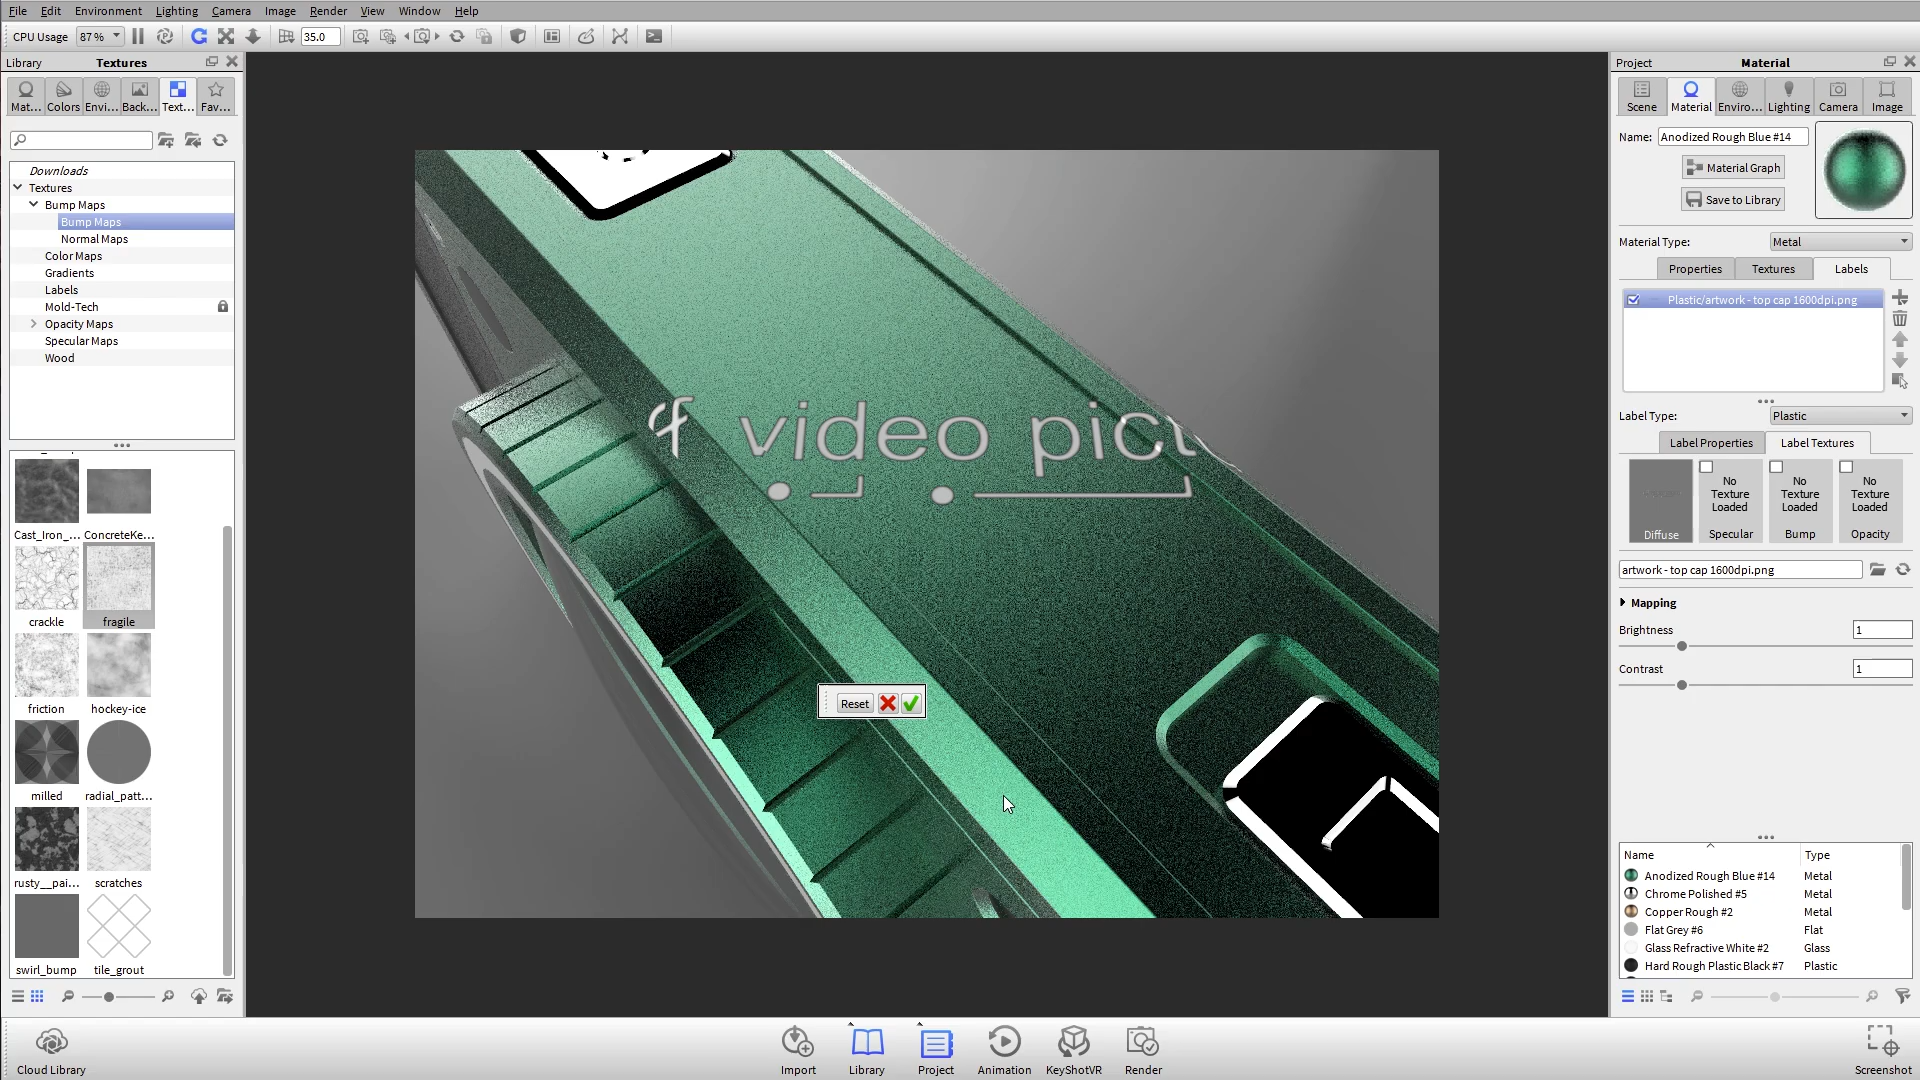 File Edit Environment Lighting Camera Image Render View Window Help
CPU Usage 87 % 35.0
Library Textures
Mat... Colors Envi... Back... Text... Fav...
Downloads
Textures
Bump Maps
Bump Maps
Normal Maps
Color Maps
Gradients
Labels
Mold-Tech
Opacity Maps
Specular Maps
Wood
Cast_Iron_... ConcreteKe...
crackle fragile
friction hockey-ice
milled radial_patt...
rusty__pai... scratches
swirl_bump tile_grout
video
Reset
Project Material
Scene Material Enviro... Lighting Camera Image
Name: Anodized Rough Blue #14
Material Graph
Save to Library
Material Type: Metal
Properties Textures Labels
Plastic/artwork - top cap 1600dpi.png
Label Type: Plastic
Label Properties Label Textures
Diffuse
No Texture Loaded Specular
No Texture Loaded Bump
No Texture Loaded Opacity
artwork - top cap 1600dpi.png
Mapping
Brightness 1
Contrast 1
Name Type
Anodized Rough Blue #14 Metal
Chrome Polished #5 Metal
Copper Rough #2 Metal
Flat Grey #6 Flat
Glass Refractive White #2 Glass
Hard Rough Plastic Black #7 Plastic
Cloud Library Import Library Project Animation KeyShotVR Render Screenshot